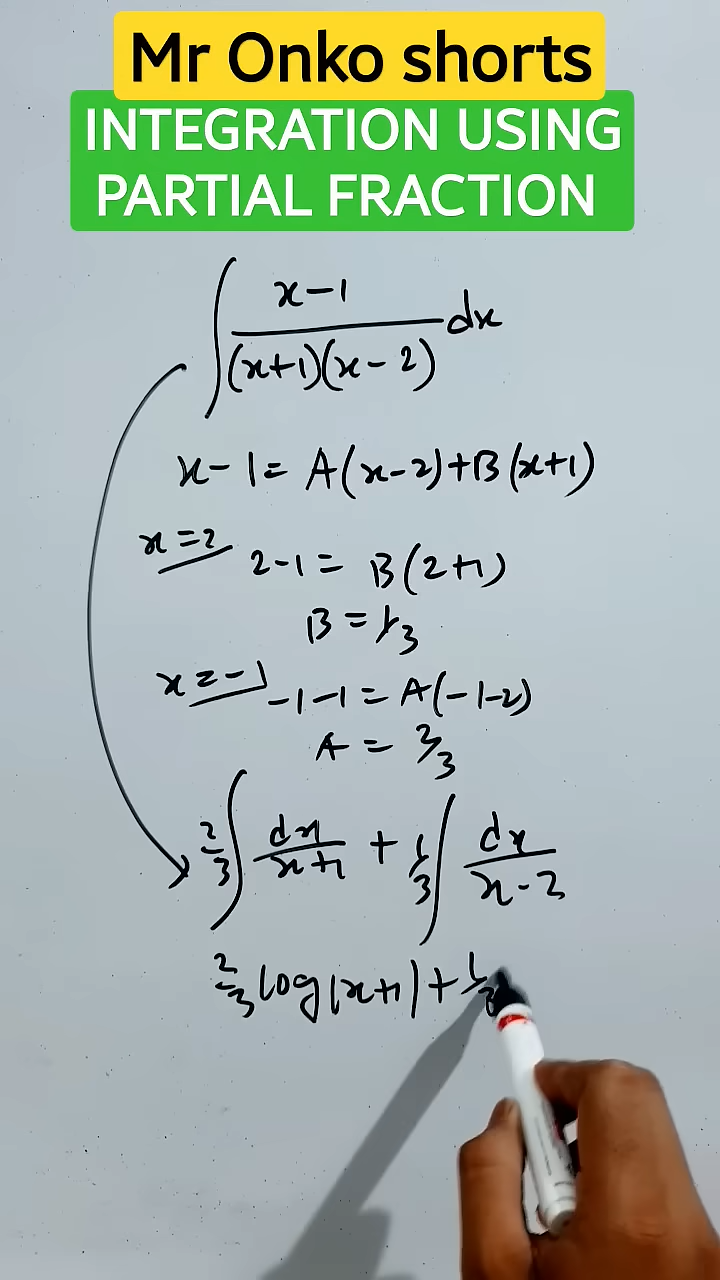 Mr Onko shorts
INTEGRATION USING
PARTIAL FRACTION
∫ x-1 / (x+1)(x-2) dx
x-1 = A(x-2)+B(x+1)
x=2 2-1 = B(2+1)
B = 1/3
x=-1 -1-1 = A(-1-2)
A = 2/3
2/3 ∫ dx/x+1 + 1/3 ∫ dx/x-2
2/3 log|x+1| + 1/3